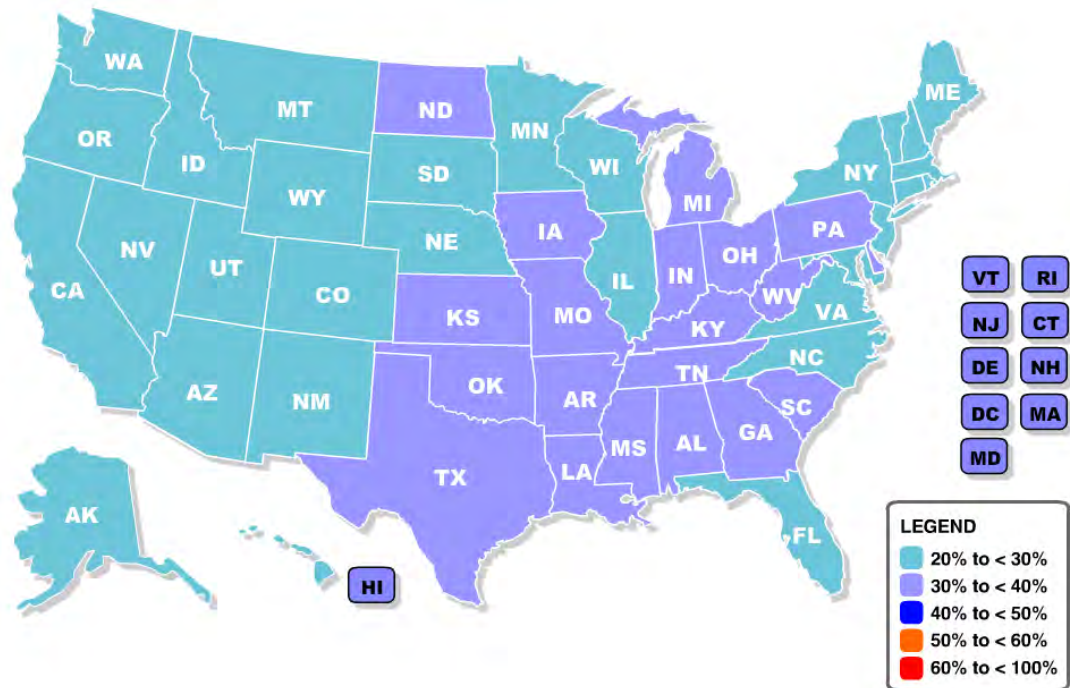 WA
ME
MT
ND
OR
MN
ID
WI
NY
SD
WY
MI
IA
PA
NE
NV
OH
IN
UT
IL
CA
CO
WV
VA
KS
MO
KY
NC
TN
AZ
OK
NM
AR
SC
GA
MS
AL
LA
TX
AK
FL
HI
VT RI
NJ CT
DE NH
DC MA
MD
LEGEND
20% to < 30%
30% to < 40%
40% to < 50%
50% to < 60%
60% to < 100%